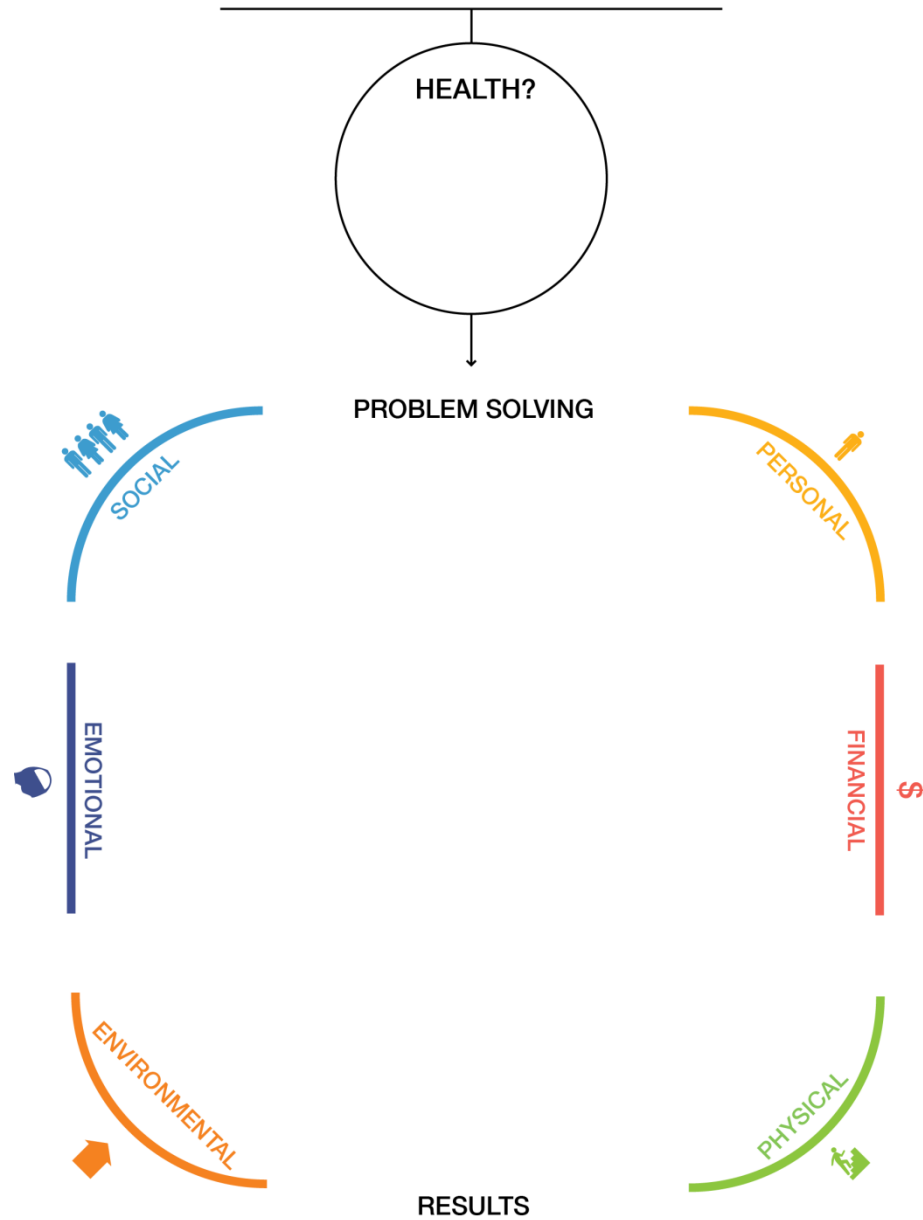 HEALTH?
PROBLEM SOLVING
SOCIAL
PERSONAL
EMOTIONAL
FINANCIAL
$
ENVIRONMENTAL
PHYSICAL
RESULTS